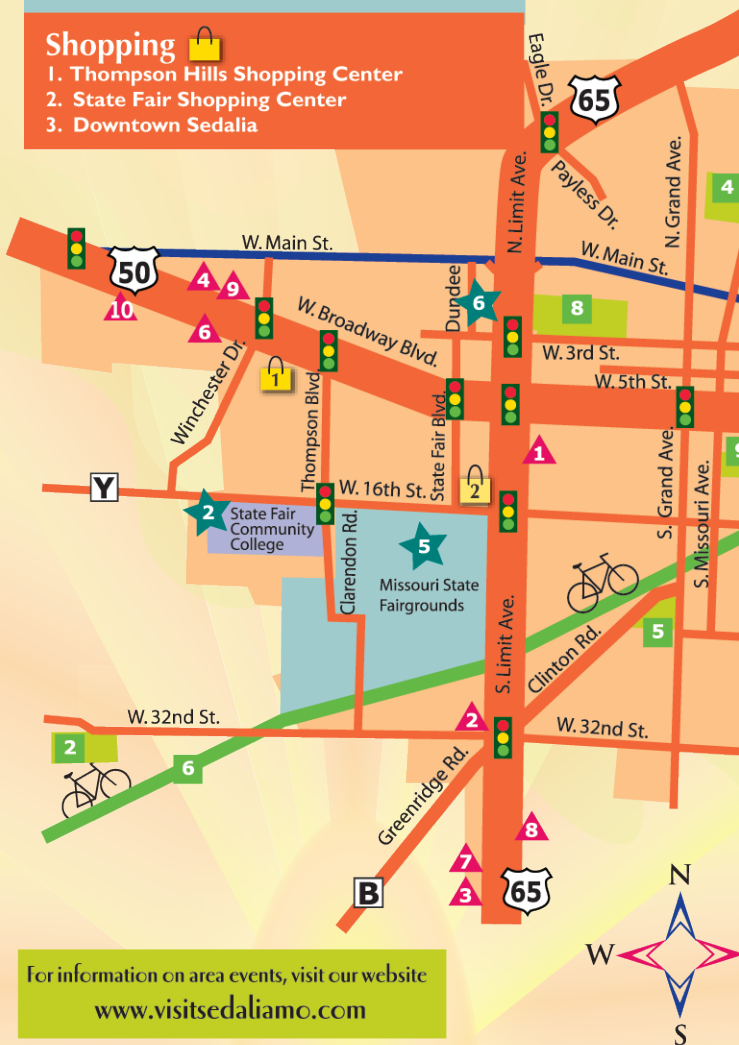 Shopping
1. Thompson Hills Shopping Center
2. State Fair Shopping Center
3. Downtown Sedalia
Eagle Dr.
65
N. Limit Ave.
Payless Dr.
N. Grand Ave.
4
W. Main St.
W. Main St.
50
4
9
10
6
Dundee
6
8
W. Broadway Blvd.
W. 3rd St.
Winchester Dr.
1
Thompson Blvd.
State Fair Blvd.
W. 5th St.
1
S. Grand Ave.
S. Missouri Ave.
9
Y
W. 16th St.
2
2
State Fair
Community
College
Clarendon Rd.
5
Missouri State
Fairgrounds
S. Limit Ave.
Clinton Rd.
5
W. 32nd St.
2
W. 32nd St.
2
6
Greenridge Rd.
8
7
3
B
65
N
W
S
For information on area events, visit our website
www.visitsedaliamo.com